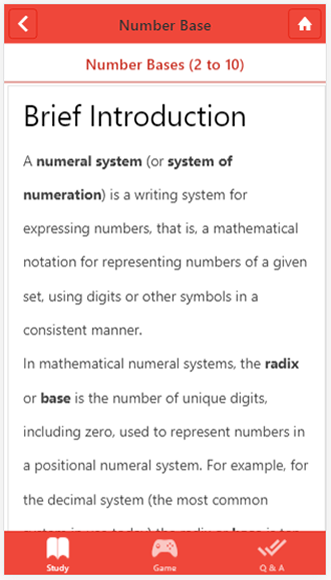 Number Base
Number Bases (2 to 10)
Brief Introduction
A numeral system (or system of
numeration) is a writing system for
expressing numbers, that is, a mathematical
notation for representing numbers of a given
set, using digits or other symbols in a
consistent manner.
In mathematical numeral systems, the radix
or base is the number of unique digits,
including zero, used to represent numbers in
a positional numeral system. For example, for
the decimal system (the most common
Study
Game
Q & A